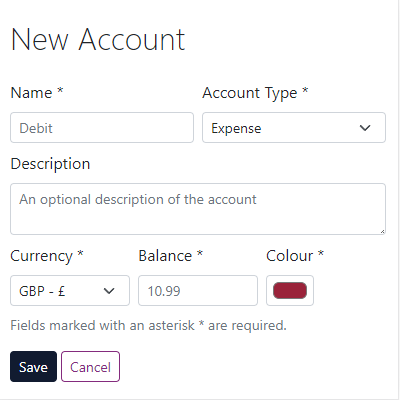 New Account
Name * Account Type *
Debit Expense
Description
An optional description of the account
Currency * Balance * Colour *
GBP - £ 10.99
Fields marked with an asterisk * are required.
Save Cancel